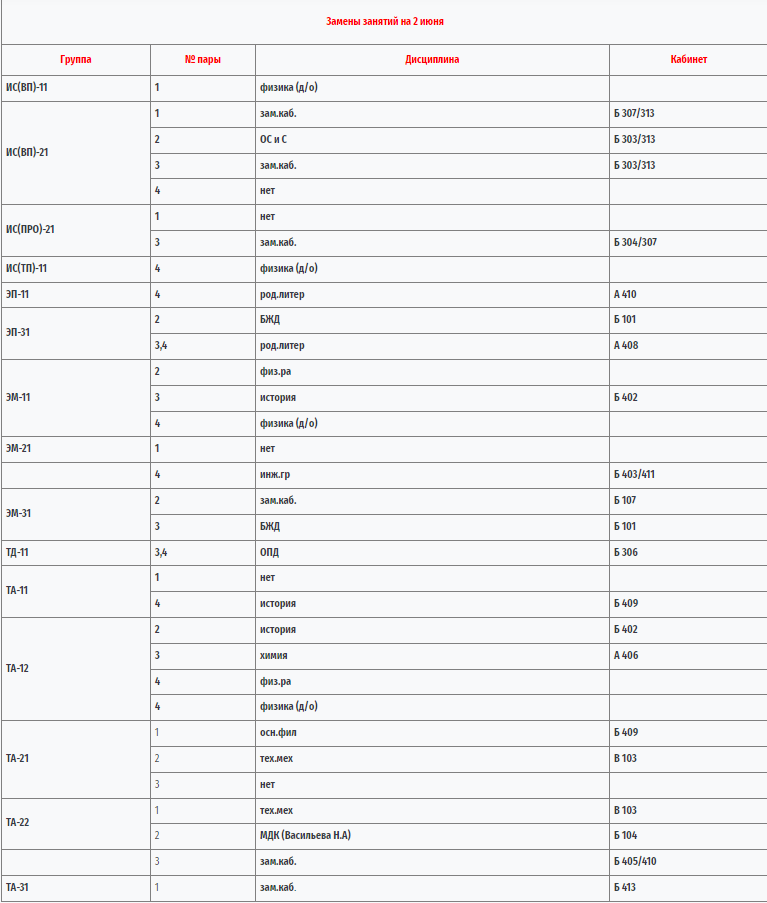 Замены занятий на 2 июня
Группа № пары Дисциплина Кабинет
ИС(ВП)-11 1 физика (д/о)
ИС(ВП)-21 1 зам.каб. Б 307/313
2 ОС и С Б 303/313
3 зам.каб. Б 303/313
4 нет
ИС(ПРО)-21 1 нет
3 зам.каб. Б 304/307
ИС(ТП)-11 4 физика (д/о)
ЭП-11 4 род.литер А 410
ЭП-31 2 БЖД Б 101
3,4 род.литер А 408
ЭМ-11 2 физ.ра
3 история Б 402
4 физика (д/о)
ЭМ-21 1 нет
4 инж.гр Б 403/411
ЭМ-31 2 зам.каб. Б 107
3 БЖД Б 101
ТД-11 3,4 ОПД Б 306
ТА-11 1 нет
4 история Б 409
ТА-12 2 история Б 402
3 химия А 406
4 физ.ра
4 физика (д/о)
ТА-21 1 осн.фил Б 409
2 тех.мех В 103
3 нет
ТА-22 1 тех.мех В 103
2 МДК (Васильева Н.А) Б 104
3 зам.каб. Б 405/410
ТА-31 1 зам.каб. Б 413